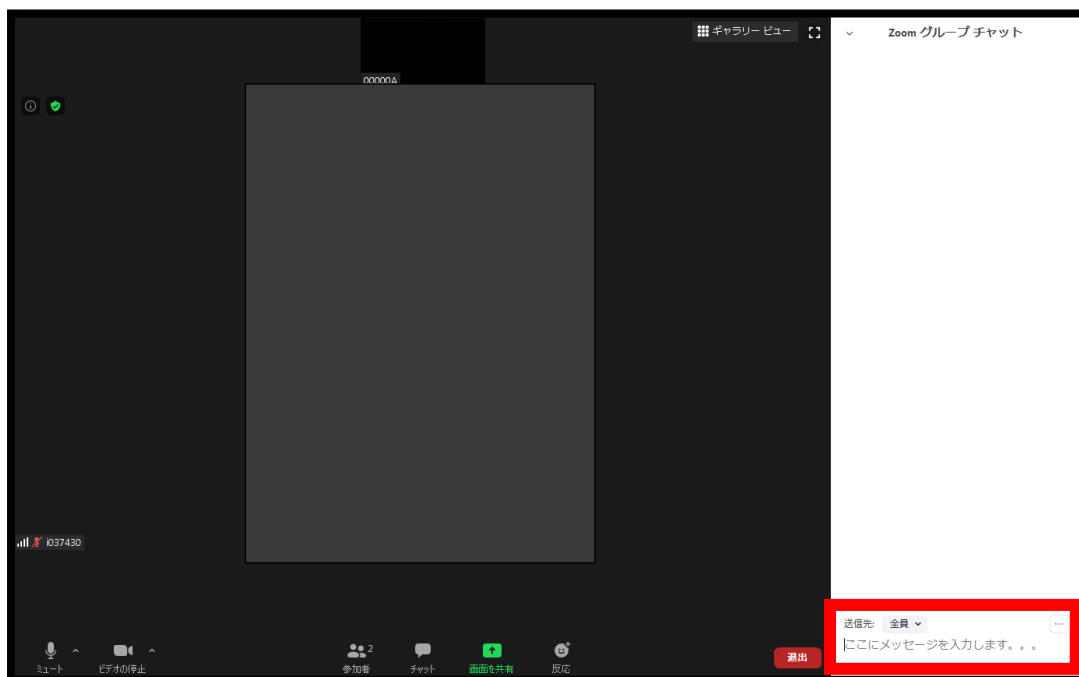 ギャラリー ビュー
Zoom グループ チャット
00000A
i037430
送信先: 全員
ここにメッセージを入力します。。。
2
ミュート
ビデオの停止
参加者
チャット
画面を共有
反応
退出